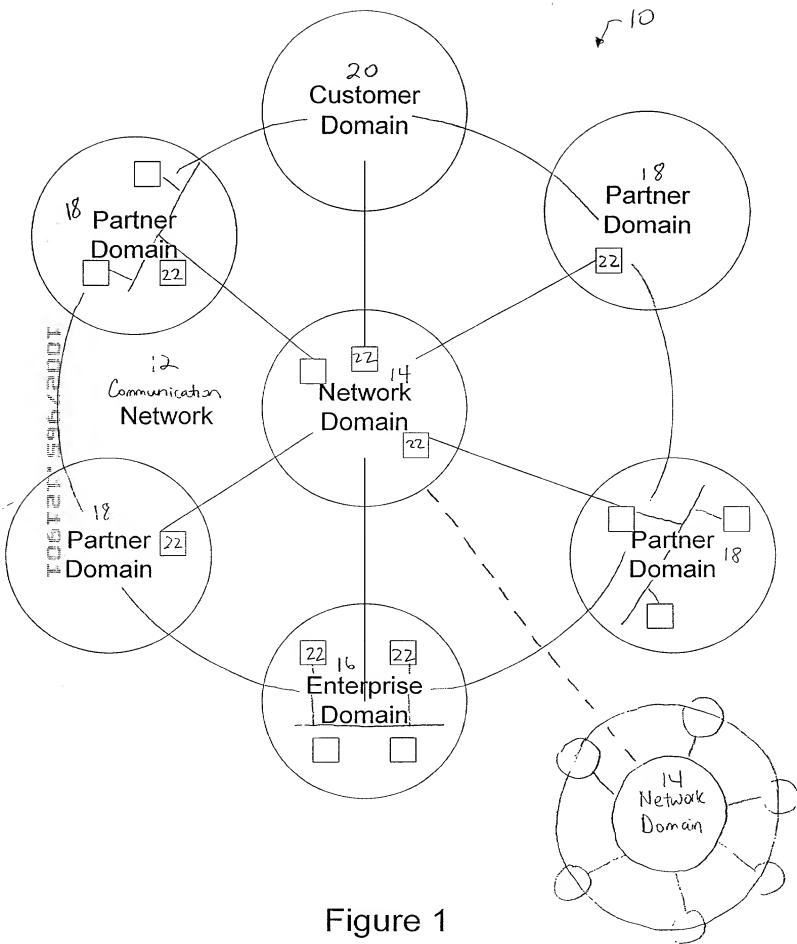 10
20
Customer
Domain
18
Partner
Domain
22
18
Partner
Domain
22
12
Communication
Network
22
14
Network
Domain
22
18
Partner
Domain
22
Partner
Domain 18
22
22
16
Enterprise
Domain
14
Network
Domain
Figure 1